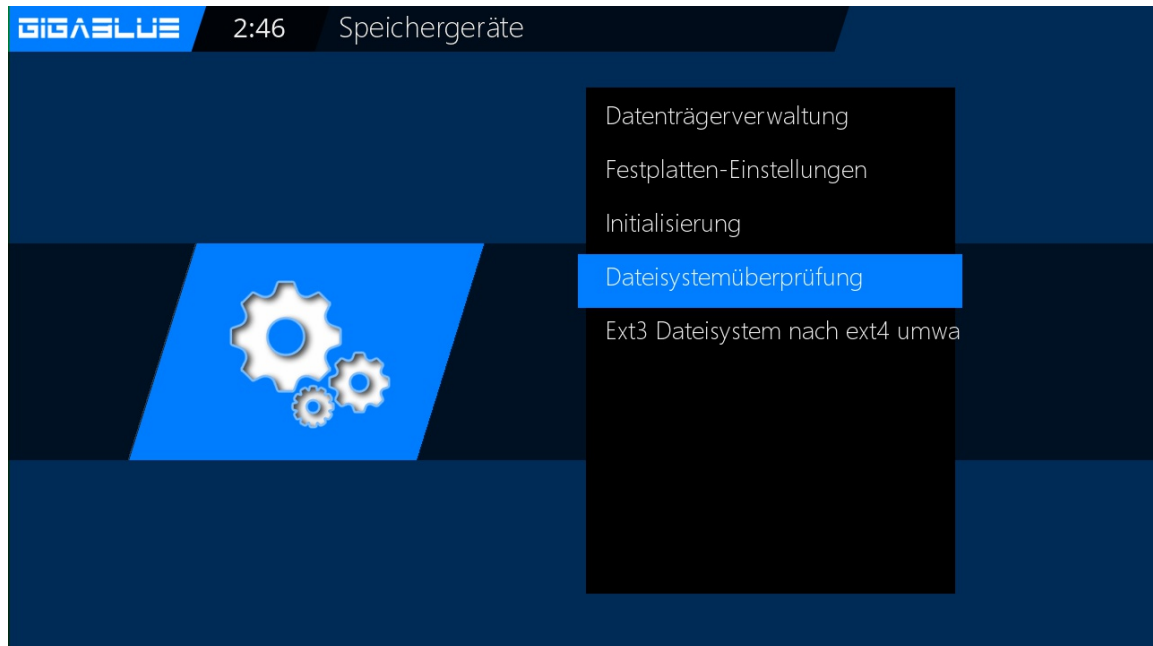 GIGABLUE 2:46 Speichergeräte
Datenträgerverwaltung
Festplatten-Einstellungen
Initialisierung
Dateisystemüberprüfung
Ext3 Dateisystem nach ext4 umwa